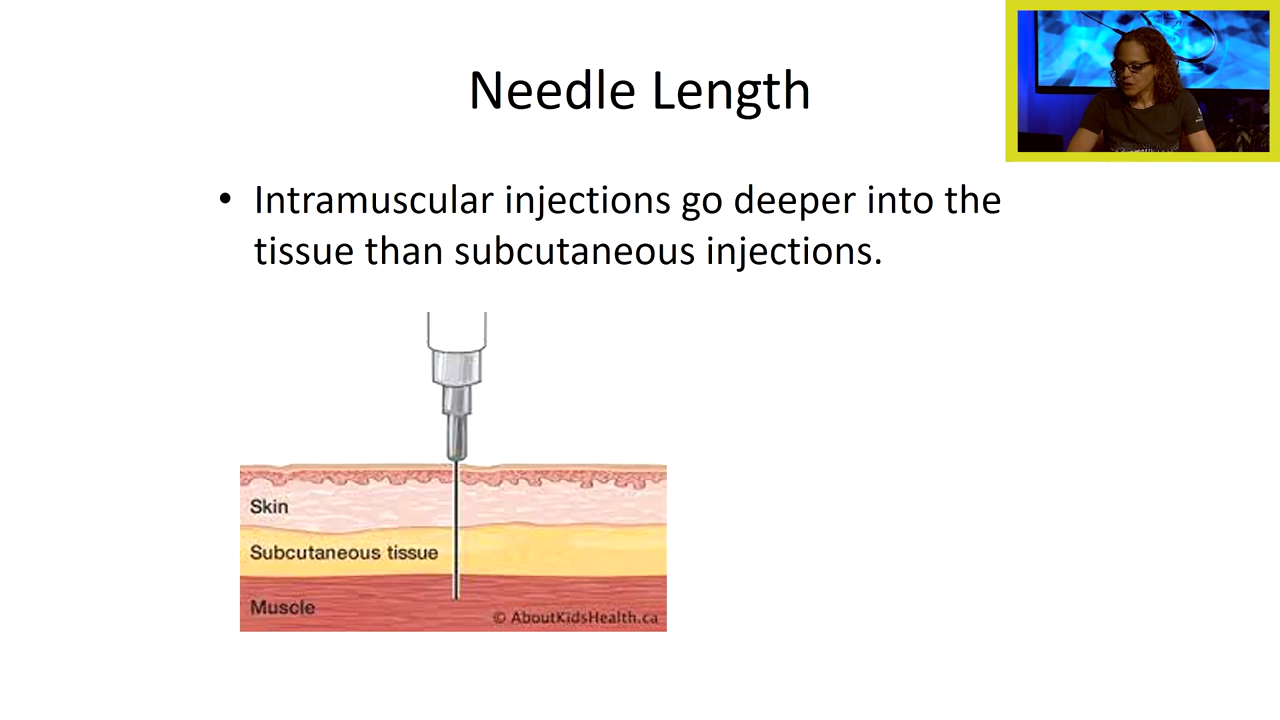 Needle Length
• Intramuscular injections go deeper into the
tissue than subcutaneous injections.
Skin
Subcutaneous tissue
Muscle
© AboutKidsHealth.ca